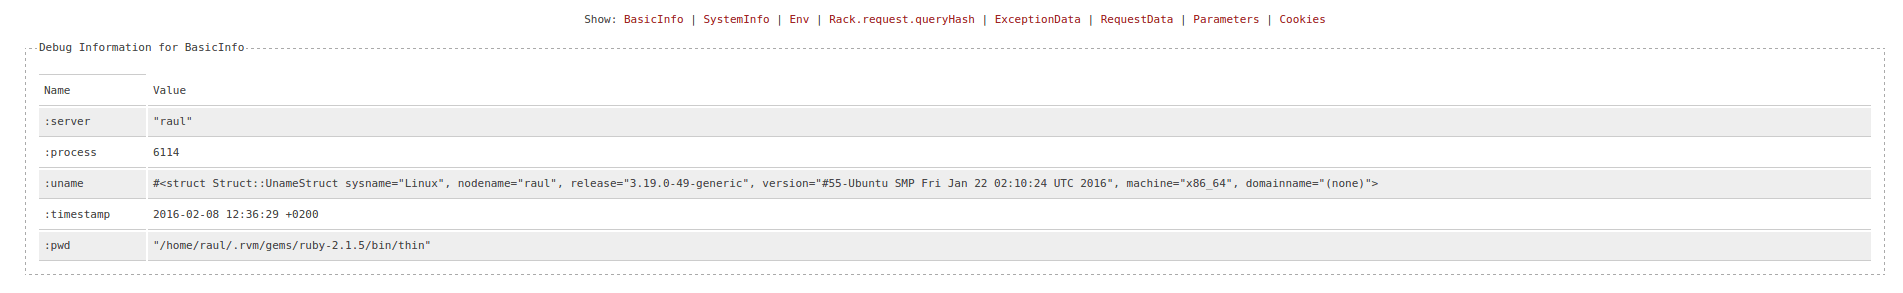 Show: BasicInfo | SystemInfo | Env | Rack.request.queryHash | ExceptionData | RequestData | Parameters | Cookies
Debug Information for BasicInfo
Name Value
:server "raul"
:process 6114
:uname #<struct Struct::UnameStruct sysname="Linux", nodename="raul", release="3.19.0-49-generic", version="#55-Ubuntu SMP Fri Jan 22 02:10:24 UTC 2016", machine="x86_64", domainname="(none)">
:timestamp 2016-02-08 12:36:29 +0200
:pwd "/home/raul/.rvm/gems/ruby-2.1.5/bin/thin"